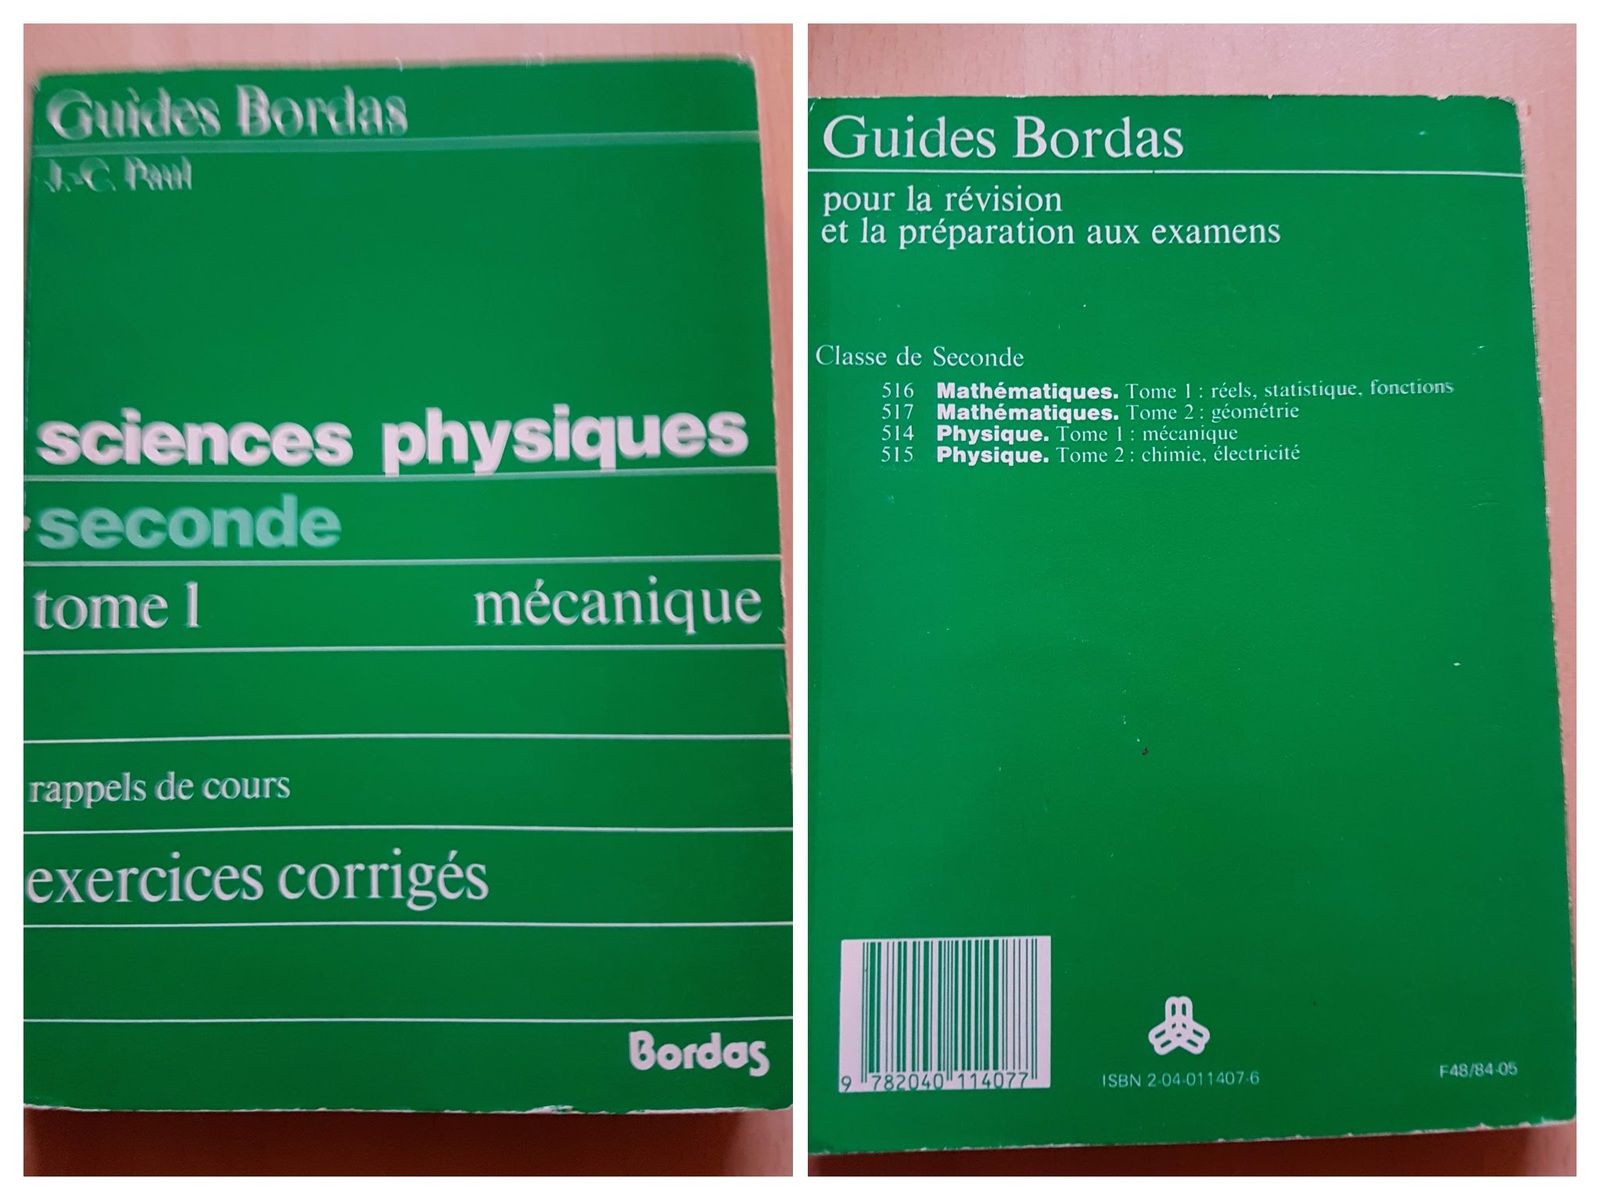 Guides Bordas
J.-C. Paul
sciences physiques
seconde
tome 1 mécanique
rappels de cours
exercices corrigés
Bordas
Guides Bordas
pour la révision
et la préparation aux examens
Classe de Seconde
516 Mathématiques. Tome 1 : réels, statistique, fonctions
517 Mathématiques. Tome 2 : géométrie
514 Physique. Tome 1 : mécanique
515 Physique. Tome 2 : chimie, électricité
9 782040 114077
ISBN 2-04-011407-6
F48/84-05